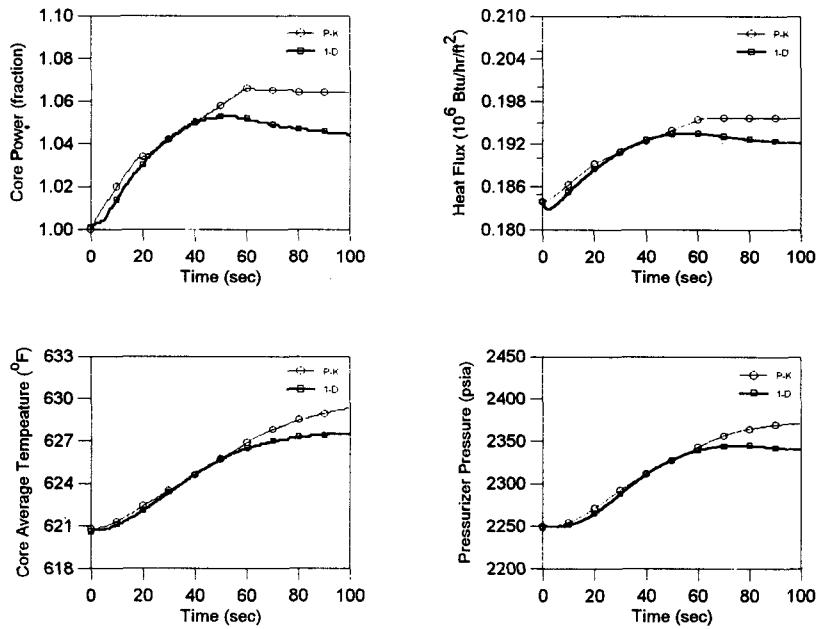 1.10
1.08
1.06
1.04
1.02
1.00
Core Power (fraction)
P-K
1-D
0 20 40 60 80 100
Time (sec)
0.210
0.204
0.198
0.192
0.186
0.180
Heat Flux (10⁶ Btu/hr/ft²)
P-K
1-D
0 20 40 60 80 100
Time (sec)
633
630
627
624
621
618
Core Average Tempeature (⁰F)
P-K
1-D
0 20 40 60 80 100
Time (sec)
2450
2400
2350
2300
2250
2200
Pressurizer Pressure (psia)
P-K
1-D
0 20 40 60 80 100
Time (sec)